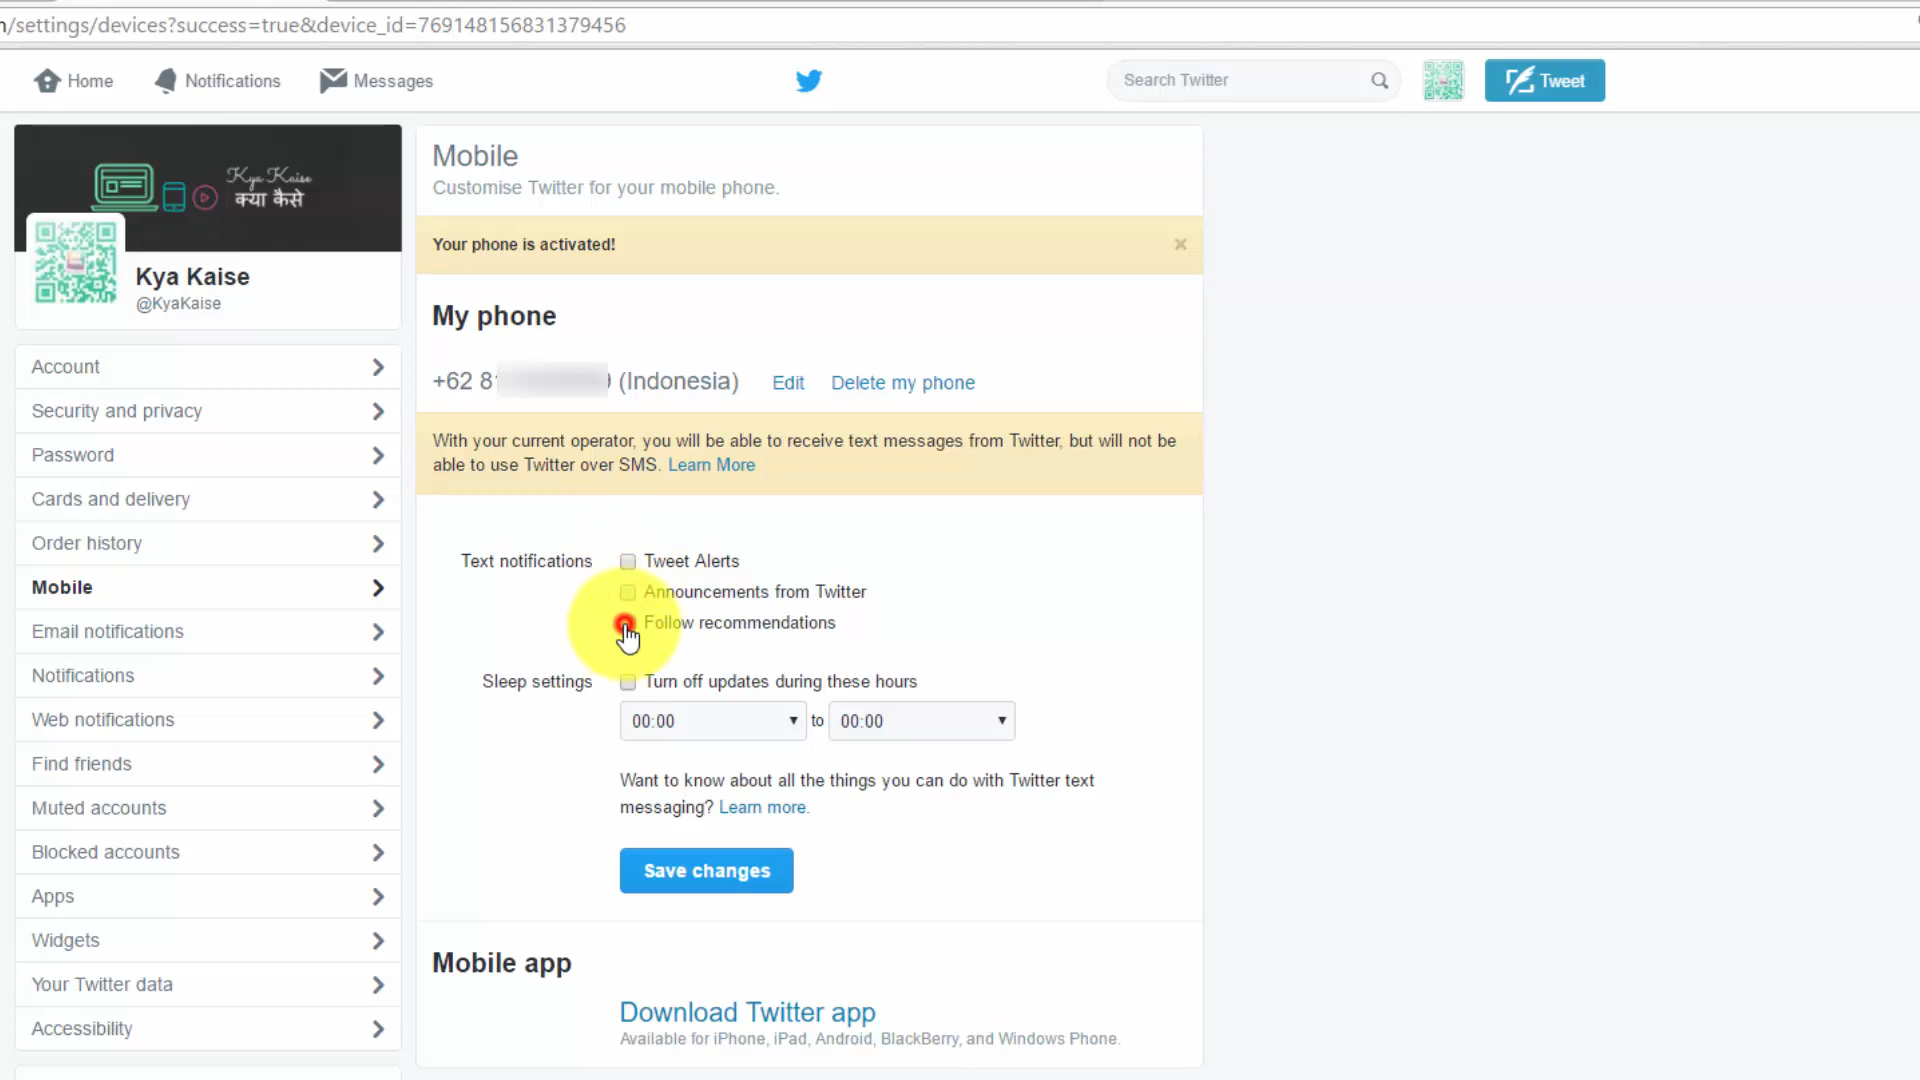 /settings/devices?success=true&device_id=769148156831379456
Home
Notifications
Messages
Search Twitter
Tweet
Kya Kaise
क्या कैसे
Kya Kaise
@KyaKaise
Account
Security and privacy
Password
Cards and delivery
Order history
Mobile
Email notifications
Notifications
Web notifications
Find friends
Muted accounts
Blocked accounts
Apps
Widgets
Your Twitter data
Accessibility
Mobile
Customise Twitter for your mobile phone.
Your phone is activated!
×
My phone
+62 8 (Indonesia) Edit Delete my phone
With your current operator, you will be able to receive text messages from Twitter, but will not be
able to use Twitter over SMS. Learn More
Text notifications Tweet Alerts
Announcements from Twitter
Follow recommendations
Sleep settings Turn off updates during these hours
00:00 to 00:00
Want to know about all the things you can do with Twitter text
messaging? Learn more.
Save changes
Mobile app
Download Twitter app
Available for iPhone, iPad, Android, BlackBerry, and Windows Phone.